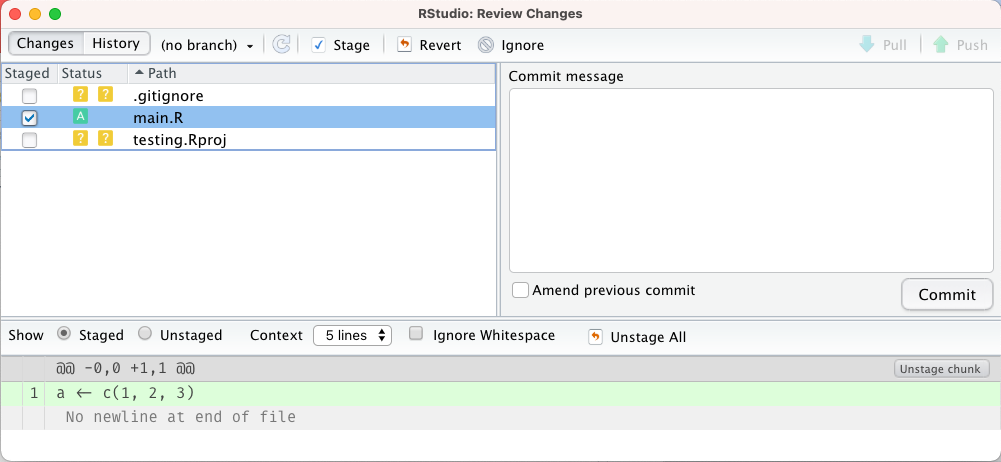 RStudio: Review Changes
Changes History (no branch) Stage Revert Ignore Pull Push
Staged Status Path
? ? .gitignore
A main.R
? ? testing.Rproj
Commit message
Amend previous commit
Commit
Show Staged Unstaged Context 5 lines Ignore Whitespace Unstage All
@@ -0,0 +1,1 @@ Unstage chunk
1 a ← c(1, 2, 3)
No newline at end of file